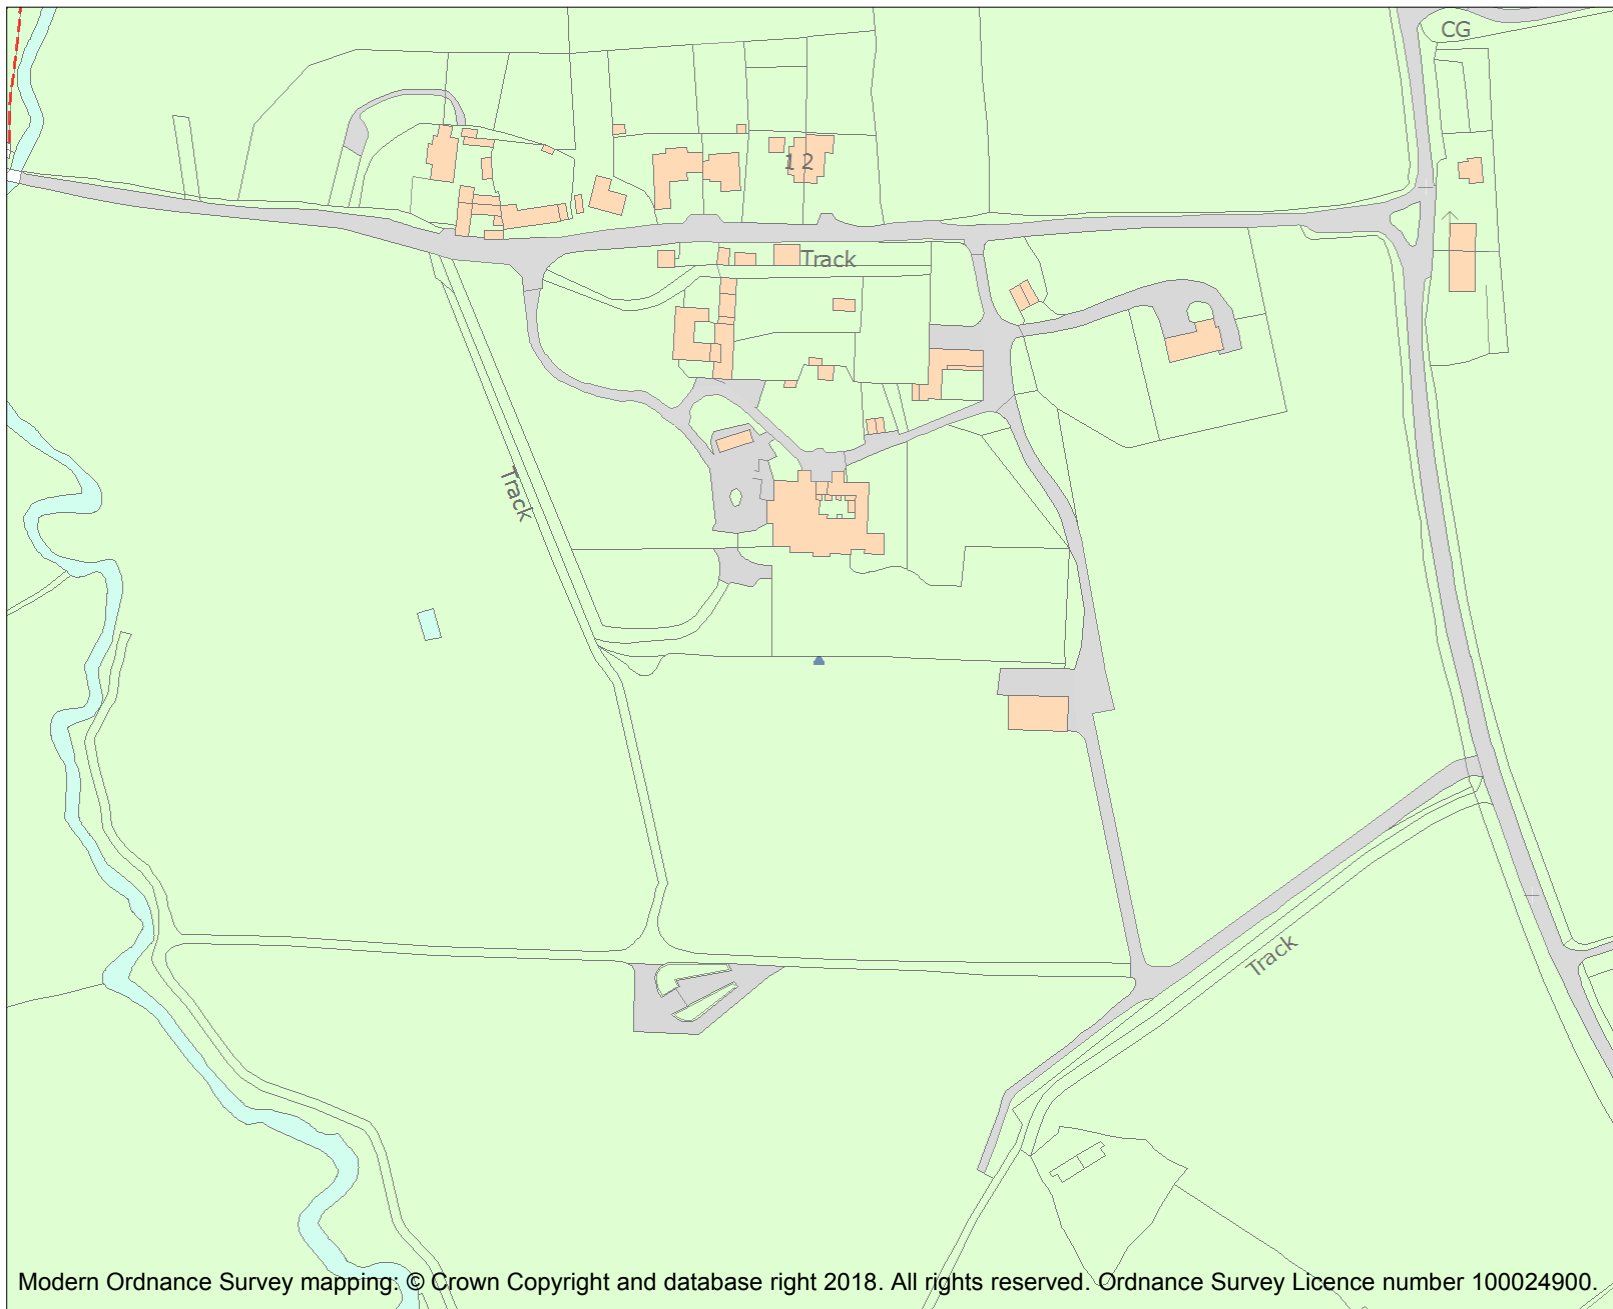 CG
1 2
Track
Track
Track
Modern Ordnance Survey mapping: © Crown Copyright and database right 2018. All rights reserved. Ordnance Survey Licence number 100024900.